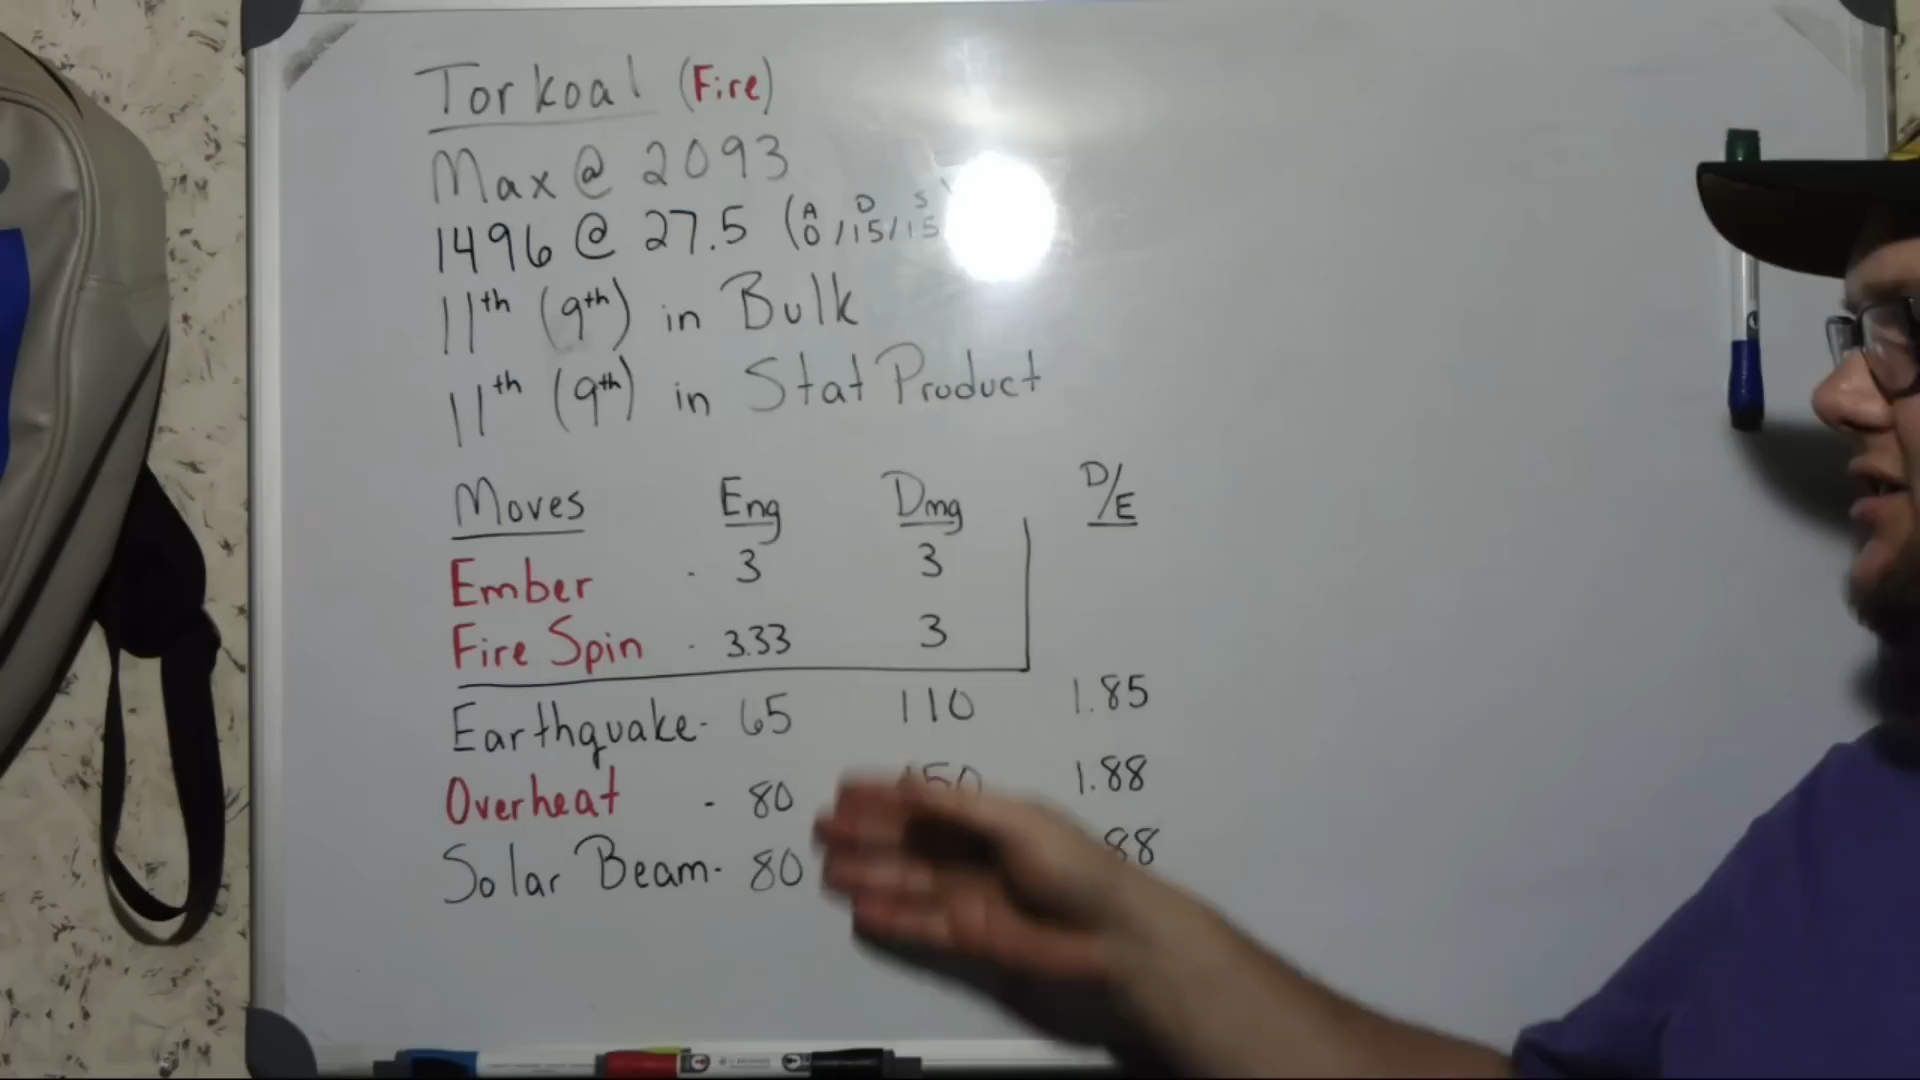 Torkoal (Fire)
Max @ 2093
A D S
1496 @ 27.5 (0/15/15
11th (9th) in Bulk
11th (9th) in Stat Product
Moves Eng Dmg D/E
Ember - 3 3
Fire Spin - 3.33 3
Earthquake - 65 110 1.85
Overheat - 80 150 1.88
Solar Beam - 80 .88